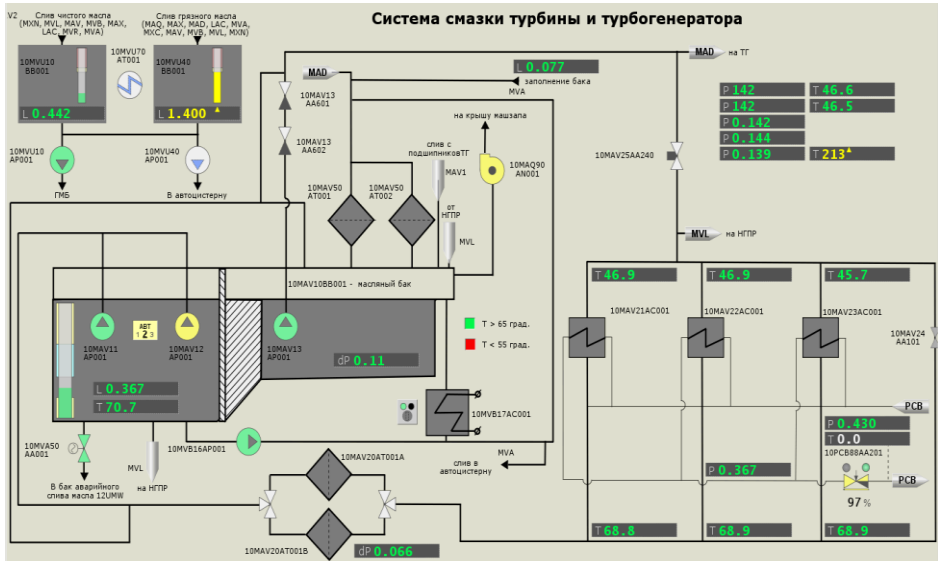 V2
Слив чистого масла
(MXN, MVL, MAV, MVB, MAX,
LAC, MVR, MVA)
Слив грязного масла
(MAQ, MAX, MAD, LAC, MVA,
MXC, MAV, MVB, MVL, MXN)
Система смазки турбины и турбогенератора
10MVU10
BB001
L 0.442
10MVU70
AT001
10MVU40
BB001
L 1.400
MAD
L 0.077
заполнение бака
MVA
MAD
на ТГ
P 142
T 46.6
P 142
T 46.5
P 0.142
P 0.144
P 0.139
T 213
10MAV13
AA601
10MAV13
AA602
на крышу машзала
10MVU10
AP001
10MVU40
AP001
ГМБ
В автоцистерну
слив с
подшипниковТГ
MAV1
10MAQ90
AN001
10MAV25AA240
10MAV50
AT001
10MAV50
AT002
от
НГПР
MVL
MVL
на НГПР
10MAV10BB001 - масляный бак
T 46.9
T 46.9
T 45.7
10MAV21AC001
10MAV22AC001
10MAV23AC001
10MAV24
AA101
T > 65 град.
T < 55 град.
АВТ
1 2 3
10MAV11
AP001
10MAV12
AP001
10MAV13
AP001
dP 0.11
L 0.367
T 70.7
10MVB17AC001
PCB
P 0.430
T 0.0
10PCB88AA201
10MVA50
AA001
MVL
10MVB16AP001
MVA
слив в
автоцистерну
10MAV20AT001A
P 0.367
PCB
97 %
В бак аварийного
слива масла 12UMW
на НГПР
10MAV20AT001B
dP 0.066
T 68.8
T 68.9
T 68.9